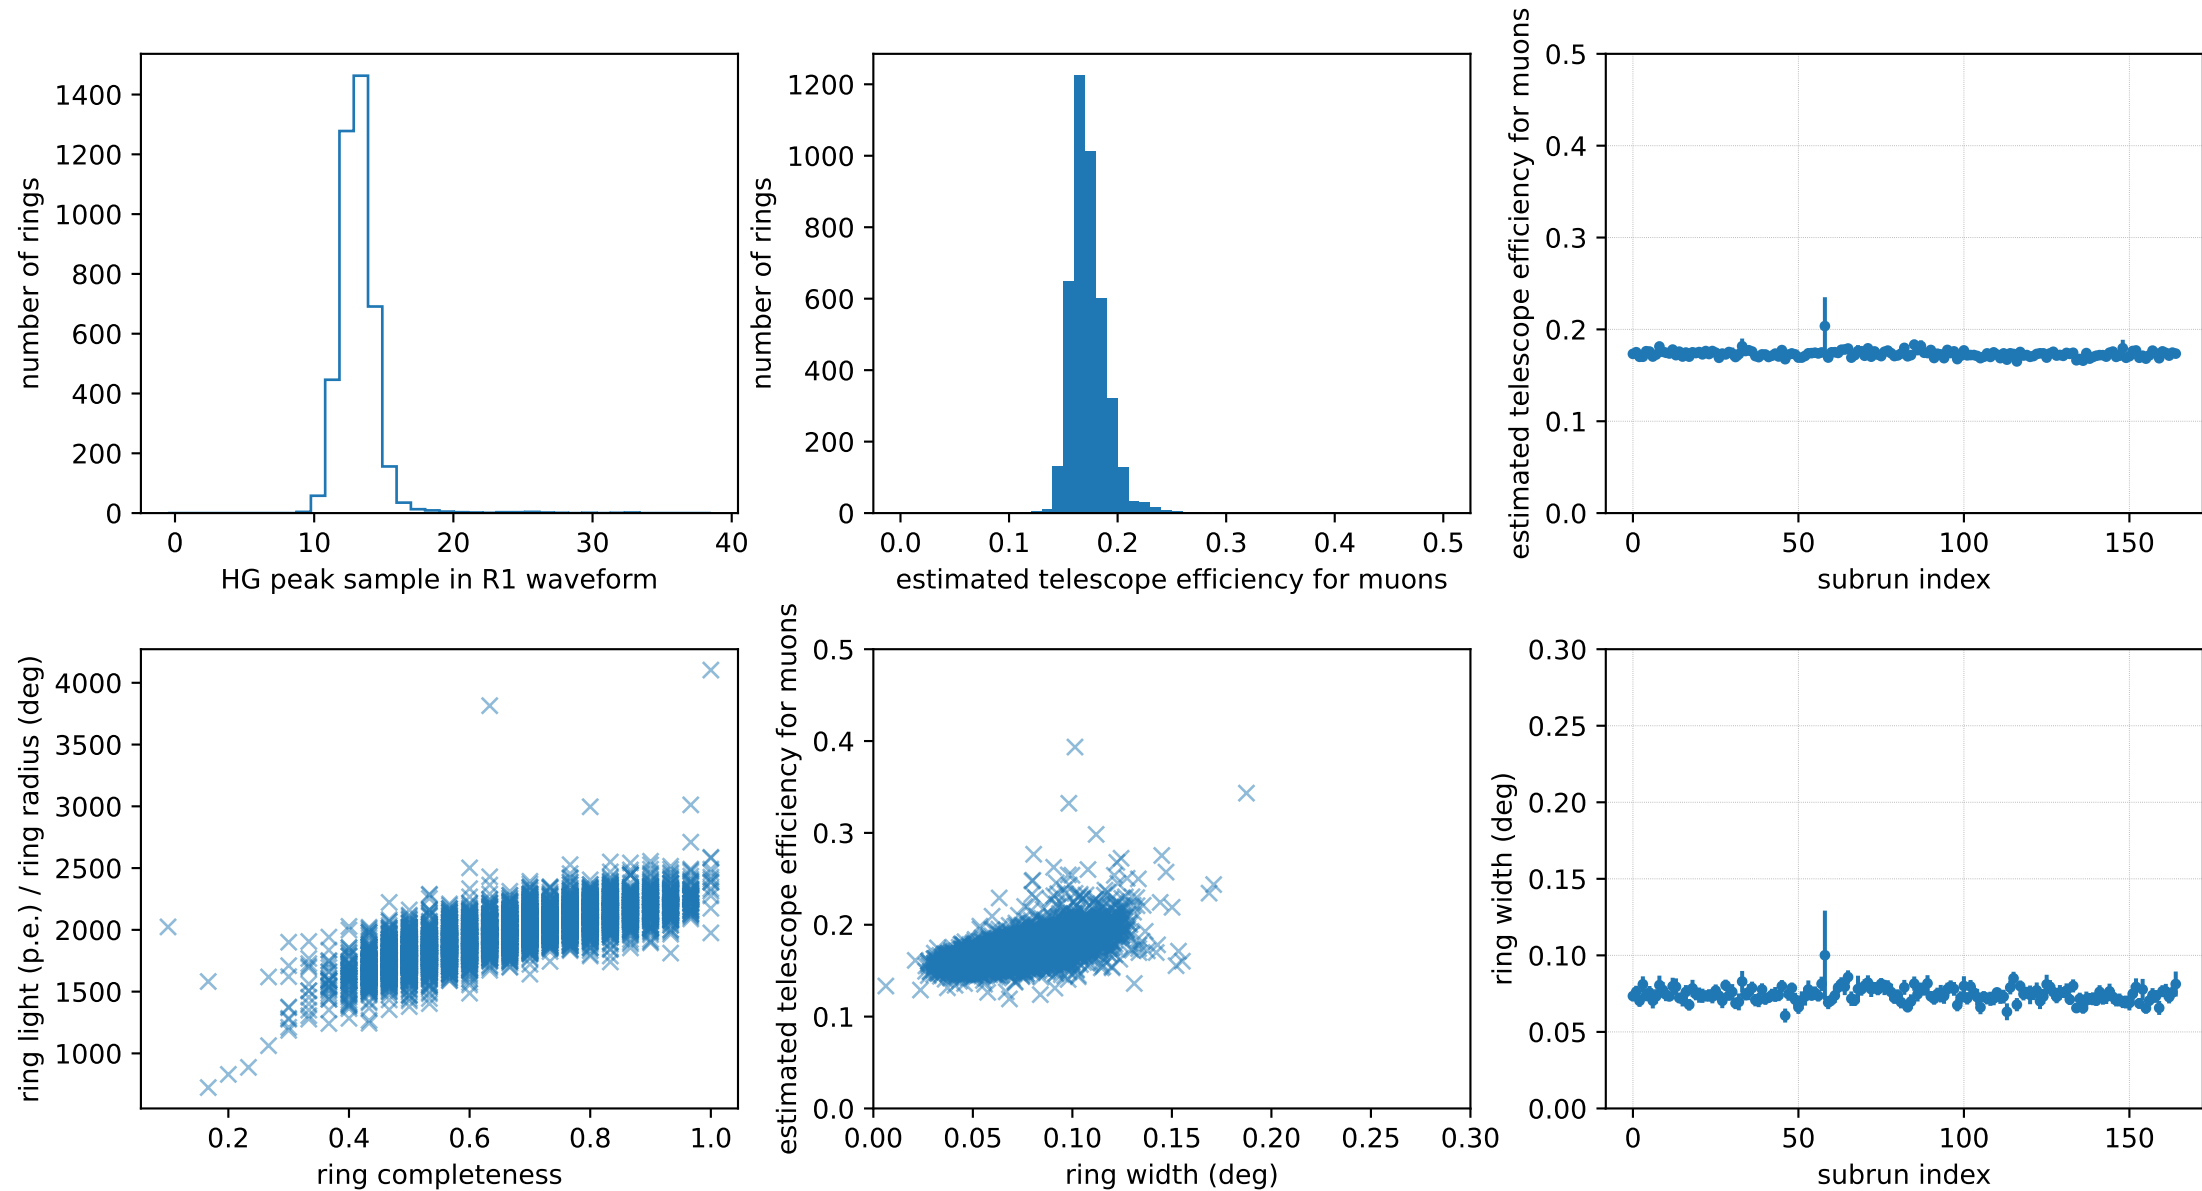 number of rings
1400
1200
1000
800
600
400
200
0
0 10 20 30 40
HG peak sample in R1 waveform
number of rings
1200
1000
800
600
400
200
0
0.0 0.1 0.2 0.3 0.4 0.5
estimated telescope efficiency for muons
estimated telescope efficiency for muons
0.5
0.4
0.3
0.2
0.1
0.0
0 50 100 150
subrun index
ring light (p.e.) / ring radius (deg)
4000
3500
3000
2500
2000
1500
1000
0.2 0.4 0.6 0.8 1.0
ring completeness
estimated telescope efficiency for muons
0.5
0.4
0.3
0.2
0.1
0.0
0.00 0.05 0.10 0.15 0.20 0.25 0.30
ring width (deg)
ring width (deg)
0.30
0.25
0.20
0.15
0.10
0.05
0.00
0 50 100 150
subrun index